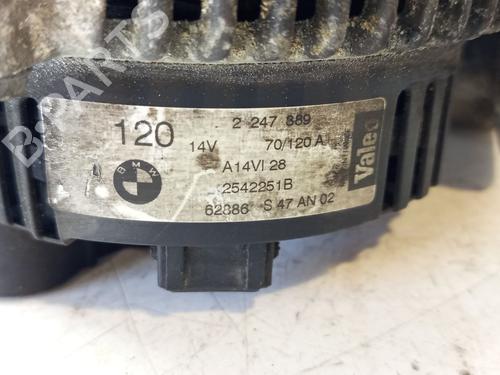 B-PARTS
120
2 247 389
14V 70/120 A
A14VI 28
2542251B
62386 S 47 AN 02
BMW
Valeo